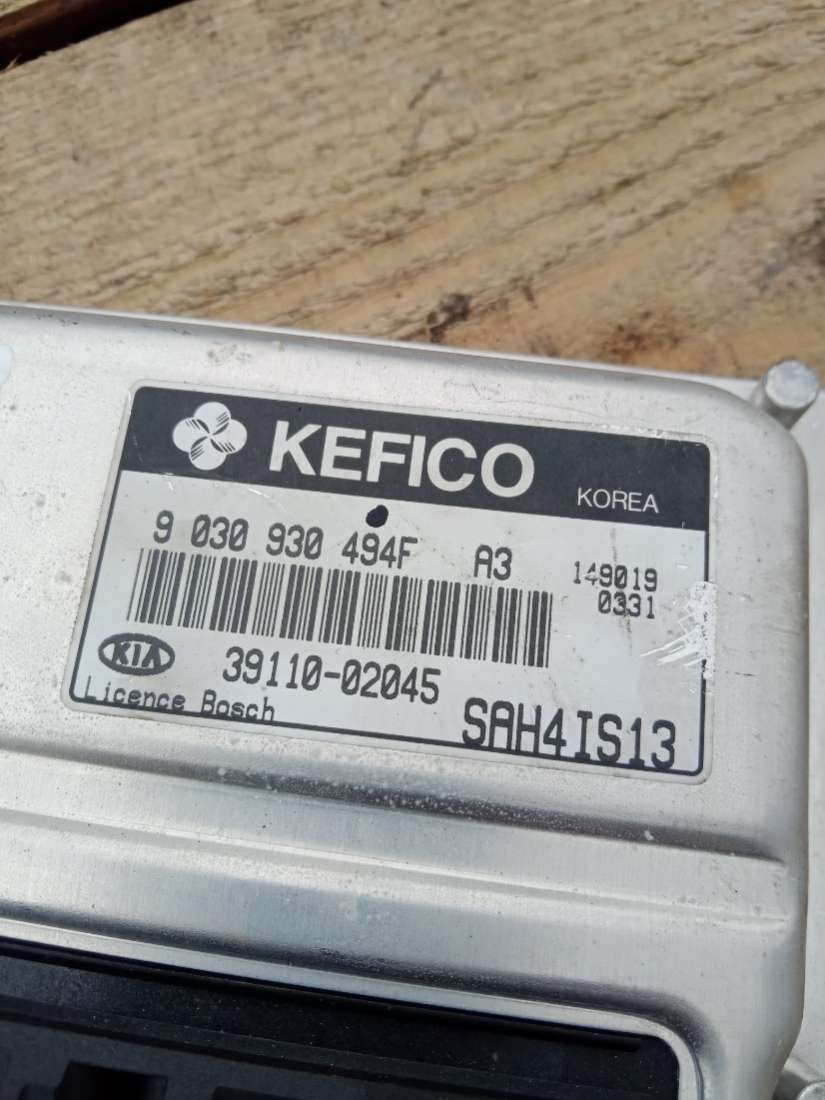 KEFICO KOREA
9 030 930 494F A3 149019
0331
KIA 39110-02045
Licence Bosch SAH4IS13